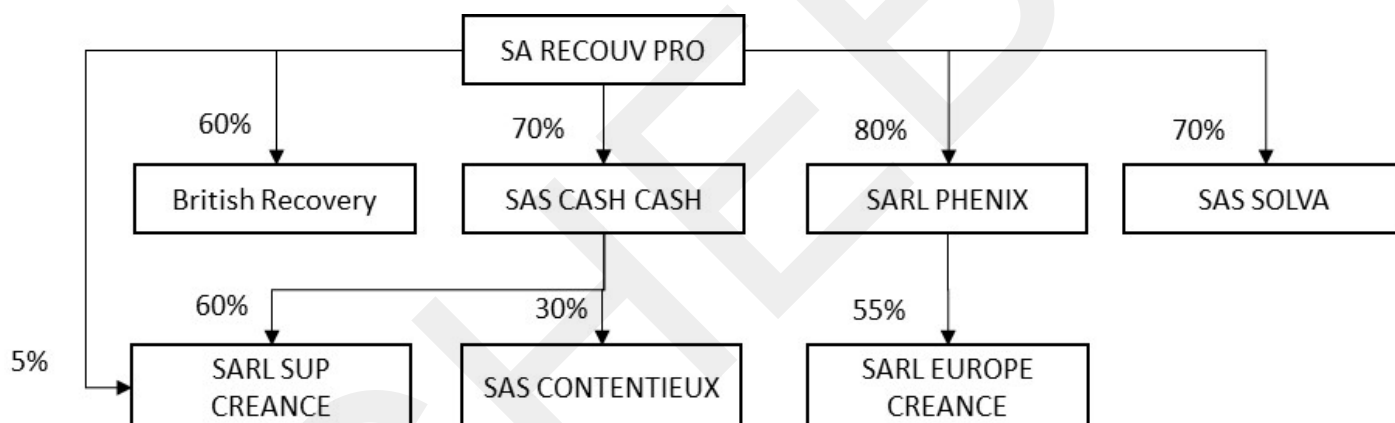 SA RECOUV PRO
60%
70%
80%
70%
British Recovery
SAS CASH CASH
SARL PHENIX
SAS SOLVA
60%
30%
55%
5%
SARL SUP
CREANCE
SAS CONTENTIEUX
SARL EUROPE
CREANCE